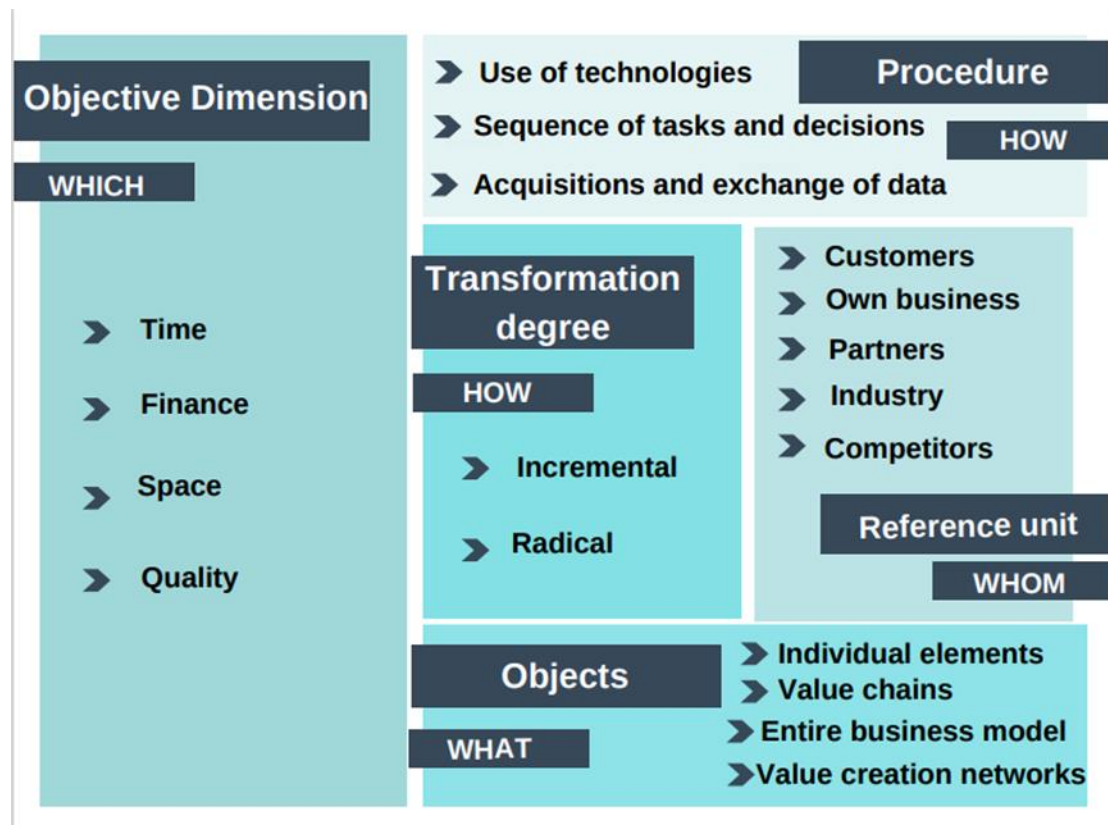 Objective Dimension
WHICH
Time
Finance
Space
Quality
Procedure
HOW
Use of technologies
Sequence of tasks and decisions
Acquisitions and exchange of data
Transformation
degree
HOW
Incremental
Radical
Customers
Own business
Partners
Industry
Competitors
Reference unit
WHOM
Objects
WHAT
Individual elements
Value chains
Entire business model
Value creation networks